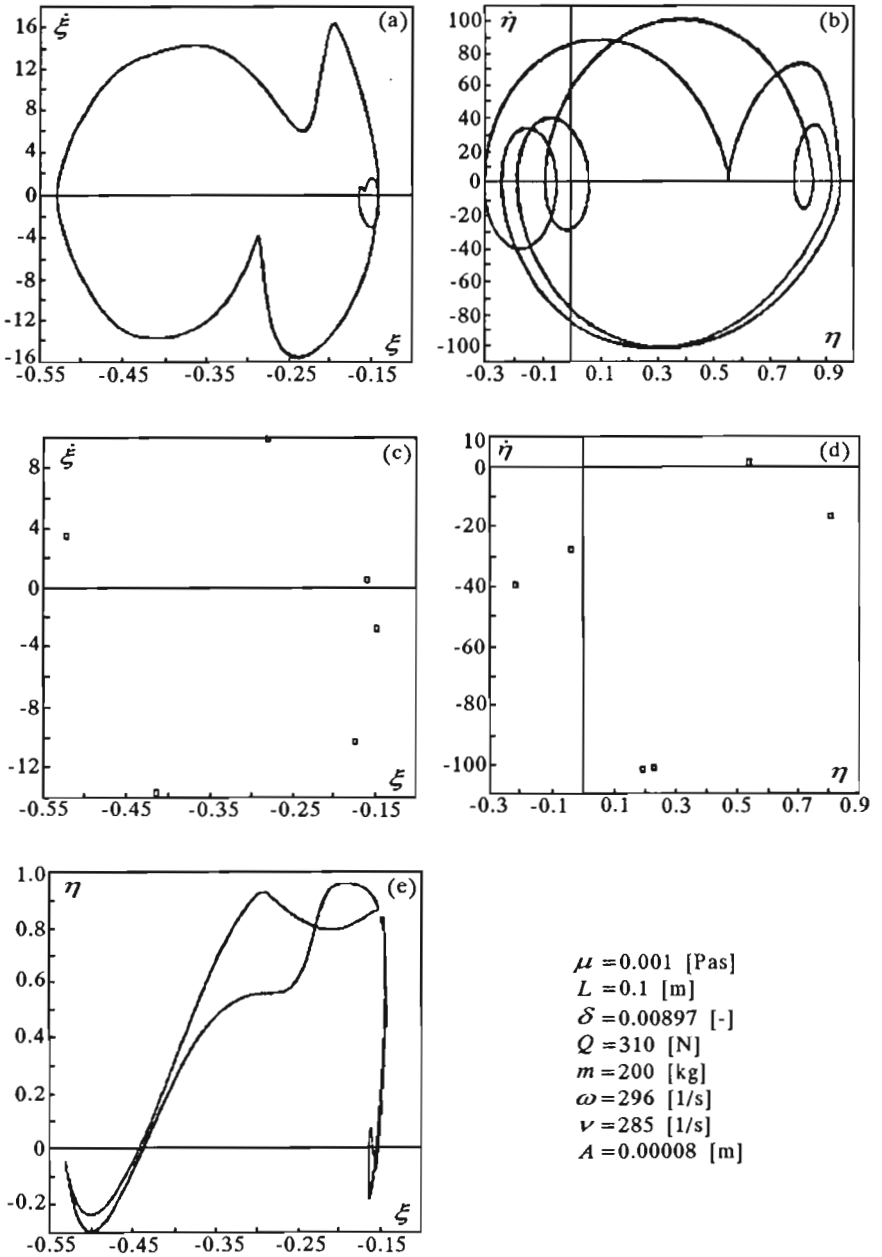 ξ̇ (a)
16
12
8
4
0
-4
-8
-12
-16
ξ
-0.55 -0.45 -0.35 -0.25 -0.15
η̇ (b)
100
80
60
40
20
0
-20
-40
-60
-80
-100
η
-0.3 -0.1 0.1 0.3 0.5 0.7 0.9
ξ̇ (c)
8
4
0
-4
-8
-12
ξ
-0.55 -0.45 -0.35 -0.25 -0.15
η̇ (d)
10
0
-20
-40
-60
-80
-100
η
-0.3 -0.1 0.1 0.3 0.5 0.7 0.9
η (e)
1.0
0.8
0.6
0.4
0.2
0
-0.2
ξ
-0.55 -0.45 -0.35 -0.25 -0.15
μ =0.001 [Pas]
L =0.1 [m]
δ =0.00897 [-]
Q =310 [N]
m =200 [kg]
ω =296 [1/s]
ν =285 [1/s]
A =0.00008 [m]